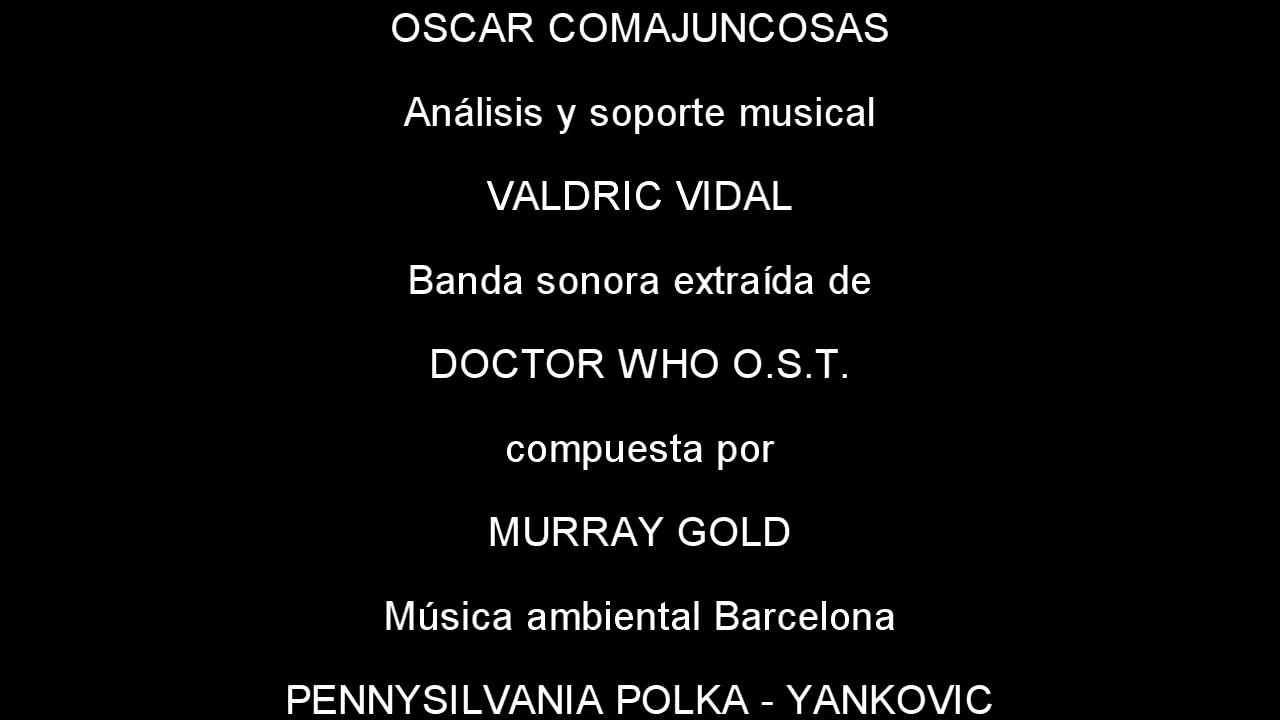 OSCAR COMAJUNCOSAS
Análisis y soporte musical
VALDRIC VIDAL
Banda sonora extraída de
DOCTOR WHO O.S.T.
compuesta por
MURRAY GOLD
Música ambiental Barcelona
PENNYSILVANIA POLKA - YANKOVIC